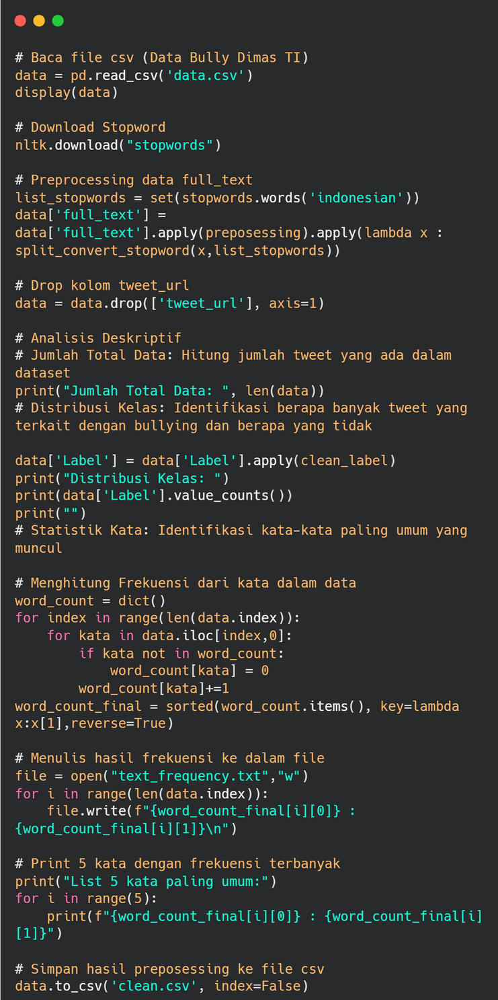 # Baca file csv (Data Bully Dimas TI)
data = pd.read_csv('data.csv')
display(data)

# Download Stopword
nltk.download("stopwords")

# Preprocessing data full_text
list_stopwords = set(stopwords.words('indonesian'))
data['full_text'] =
data['full_text'].apply(preposessing).apply(lambda x :
split_convert_stopword(x,list_stopwords))

# Drop kolom tweet_url
data = data.drop(['tweet_url'], axis=1)

# Analisis Deskriptif
# Jumlah Total Data: Hitung jumlah tweet yang ada dalam
dataset
print("Jumlah Total Data: ", len(data))
# Distribusi Kelas: Identifikasi berapa banyak tweet yang
terkait dengan bullying dan berapa yang tidak

data['Label'] = data['Label'].apply(clean_label)
print("Distribusi Kelas: ")
print(data['Label'].value_counts())
print("")
# Statistik Kata: Identifikasi kata-kata paling umum yang
muncul

# Menghitung Frekuensi dari kata dalam data
word_count = dict()
for index in range(len(data.index)):
    for kata in data.iloc[index,0]:
        if kata not in word_count:
            word_count[kata] = 0
        word_count[kata]+=1
word_count_final = sorted(word_count.items(), key=lambda
x:x[1],reverse=True)

# Menulis hasil frekuensi ke dalam file
file = open("text_frequency.txt","w")
for i in range(len(data.index)):
    file.write(f"{word_count_final[i][0]} :
{word_count_final[i][1]}\n")

# Print 5 kata dengan frekuensi terbanyak
print("List 5 kata paling umum:")
for i in range(5):
    print(f"{word_count_final[i][0]} : {word_count_final[i]
[1]}")

# Simpan hasil preposessing ke file csv
data.to_csv('clean.csv', index=False)